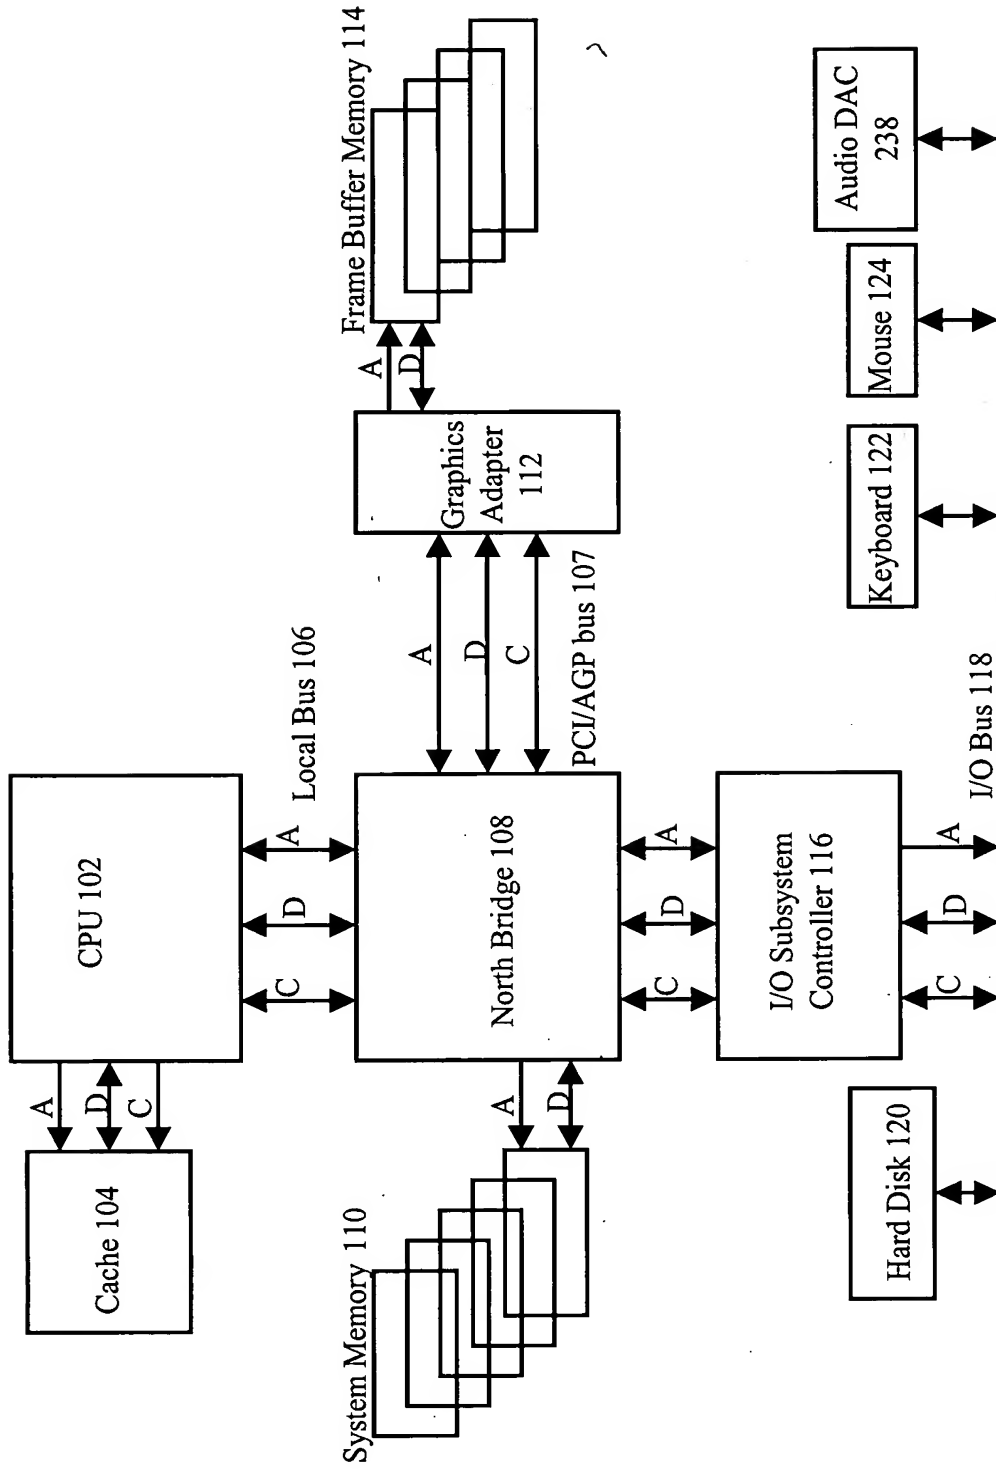 Cache 104
A
D
C
CPU 102
C
D
A
Local Bus 106
System Memory 110
A
D
North Bridge 108
A
D
C
PCI/AGP bus 107
Graphics
Adapter
112
A
D
Frame Buffer Memory 114
C
D
A
I/O Subsystem
Controller 116
C
D
A
I/O Bus 118
Hard Disk 120
Keyboard 122
Mouse 124
Audio DAC
238